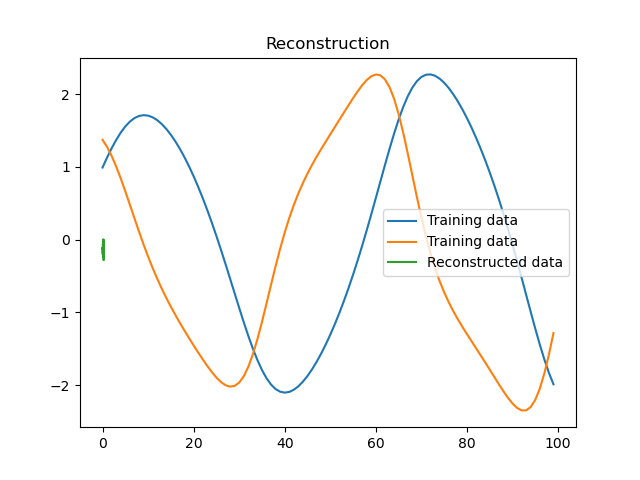 Reconstruction
2
1
0
−1
−2
Training data
Training data
Reconstructed data
0 20 40 60 80 100